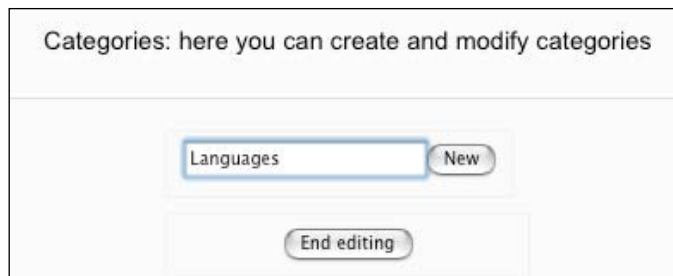 Categories: here you can create and modify categories
Languages New
End editing